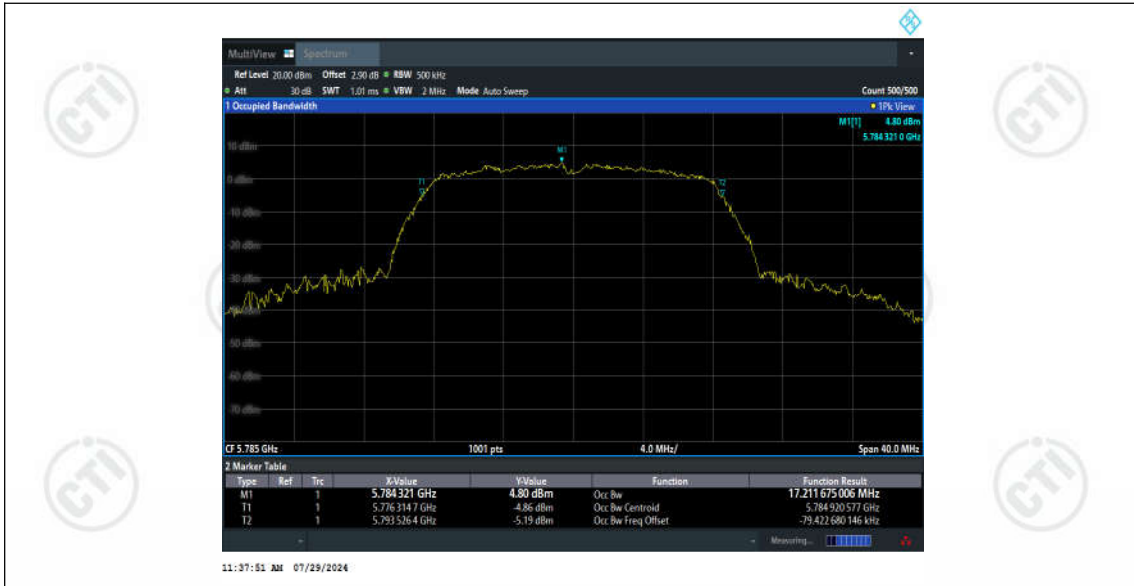 MultiView Spectrum
Ref Level 20.00 dBm Offset 2.90 dB RBW 500 kHz
Att 30 dB SWT 1.01 ms VBW 2 MHz Mode Auto Sweep Count 500/500
1 Occupied Bandwidth 1Pk View
M1[1] 4.80 dBm
5.784 321 0 GHz
M1
10 dBm
0 dBm
T1 T2
-10 dBm
-20 dBm
-30 dBm
-50 dBm
-60 dBm
-70 dBm
CF 5.785 GHz 1001 pts 4.0 MHz/ Span 40.0 MHz
2 Marker Table
Type Ref Trc X-Value Y-Value Function Function Result
M1 1 5.784 321 GHz 4.80 dBm Occ Bw 17.211 675 006 MHz
T1 1 5.776 314 7 GHz -4.86 dBm Occ Bw Centroid 5.784 920 577 GHz
T2 1 5.793 526 4 GHz -5.19 dBm Occ Bw Freq Offset -79.422 680 146 kHz
Measuring...
11:37:51 AM 07/29/2024
CTI
CTI
CTI
CTI